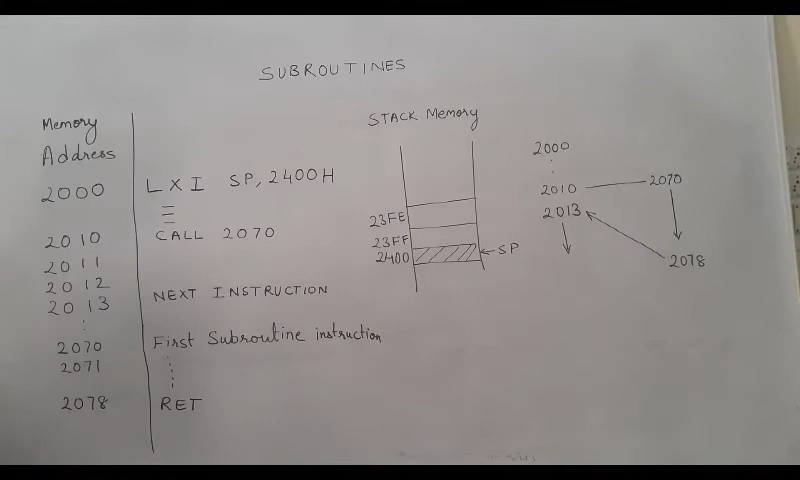 SUBROUTINES
Memory
Address
2000 LXI SP, 2400H
2010 CALL 2070
2011
2012
2013 NEXT INSTRUCTION
2070 First Subroutine instruction
2071
2078 RET
STACK Memory
23FE
23FF
2400 SP
2000
2010 2070
2013
2078